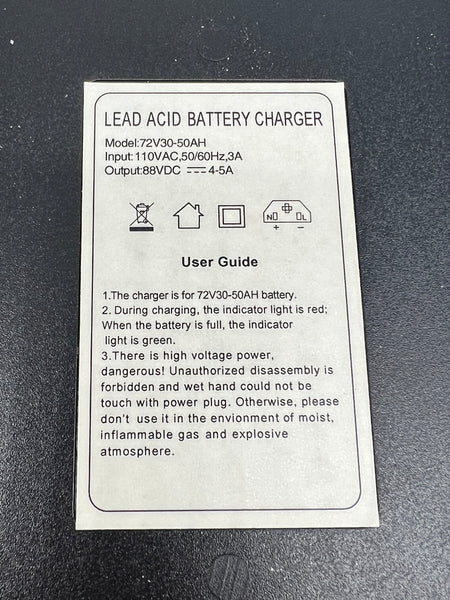 LEAD ACID BATTERY CHARGER
Model:72V30-50AH
Input:110VAC,50/60Hz,3A
Output:88VDC ⎓ 4-5A
N L
+ −
User Guide
1.The charger is for 72V30-50AH battery.
2. During charging, the indicator light is red;
When the battery is full, the indicator
light is green.
3.There is high voltage power,
dangerous! Unauthorized disassembly is
forbidden and wet hand could not be
touch with power plug. Otherwise, please
don't use it in the envionment of moist,
inflammable gas and explosive
atmosphere.